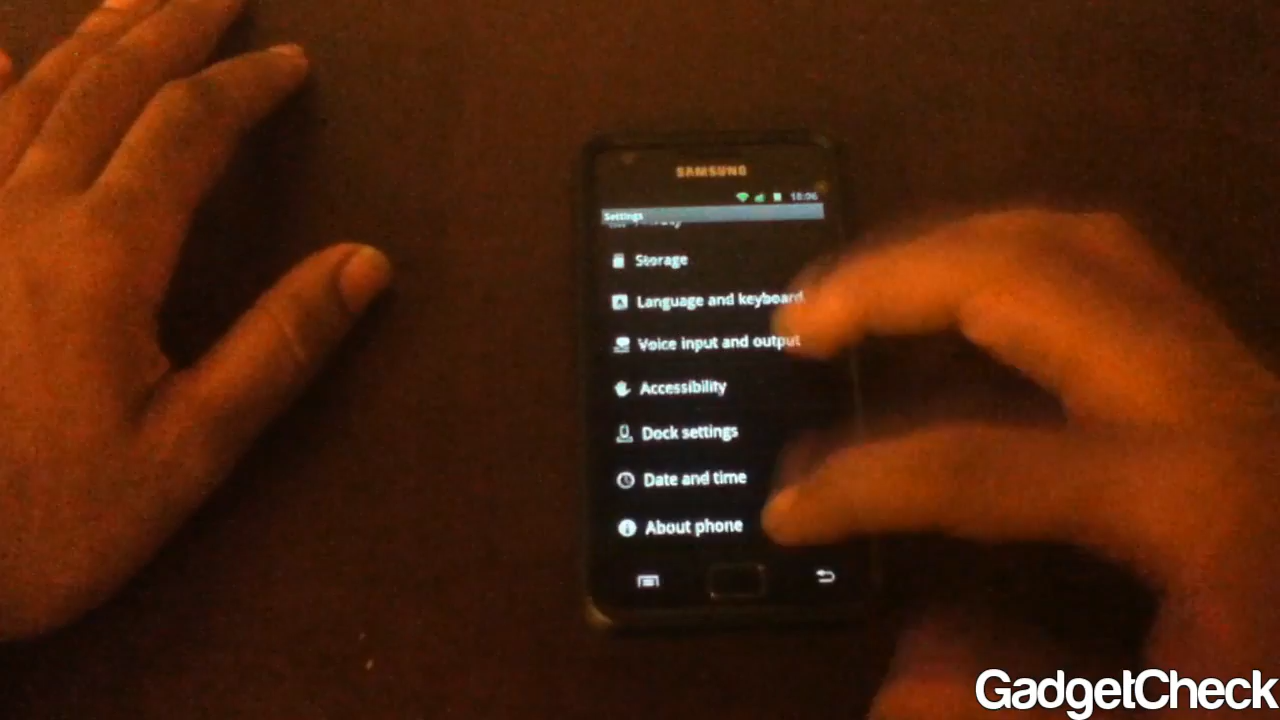 SAMSUNG
18:06
Settings
Storage
Language and keyboard
Voice input and output
Accessibility
Dock settings
Date and time
About phone
GadgetCheck